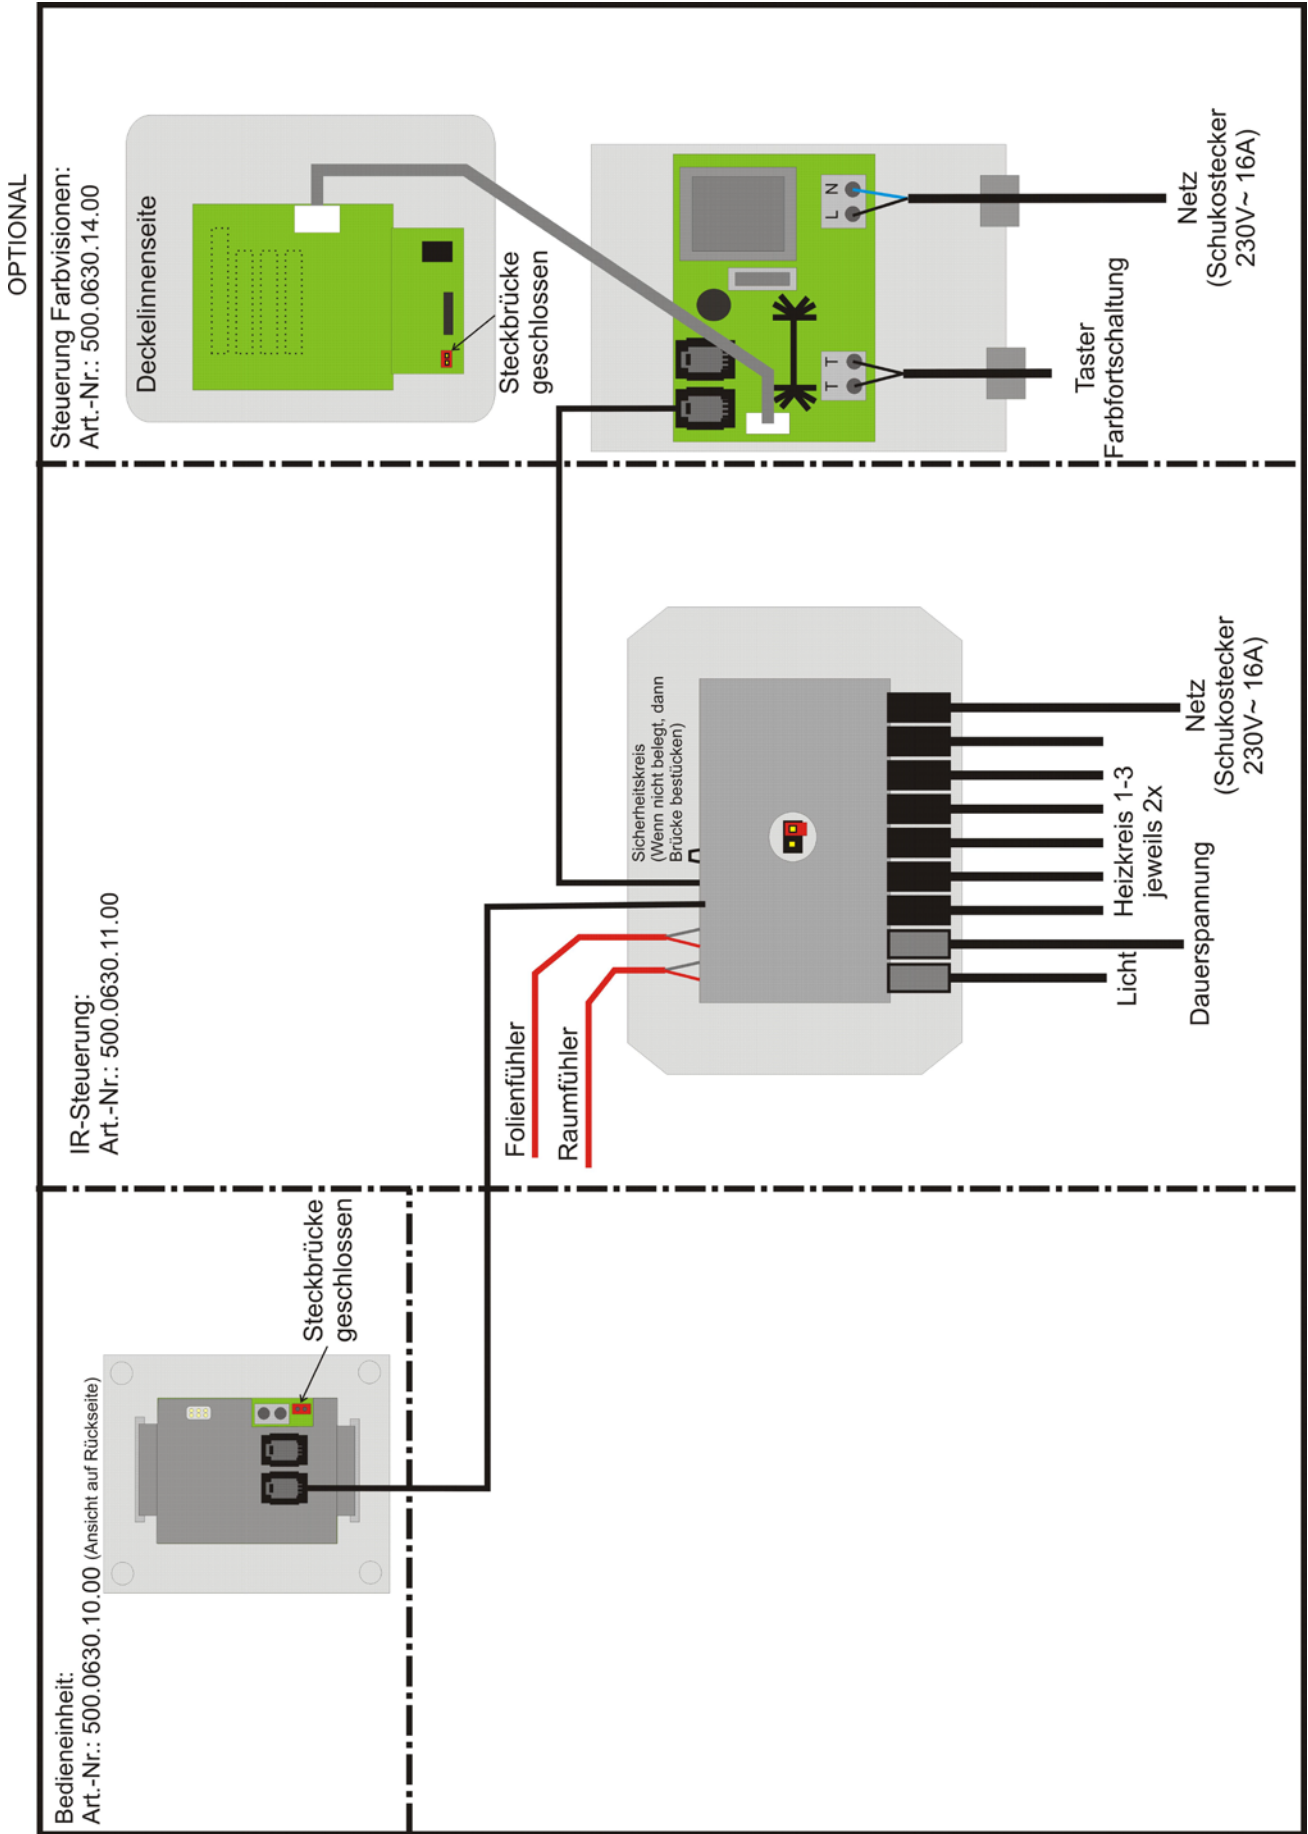 Bedieneinheit:
Art.-Nr.: 500.0630.10.00 (Ansicht auf Rückseite)
Steckbrücke
geschlossen
IR-Steuerung:
Art.-Nr.: 500.0630.11.00
Folienfühler
Raumfühler
Sicherheitskreis
(Wenn nicht belegt, dann
Brücke bestücken)
Licht
Dauerspannung
Heizkreis 1-3
jeweils 2x
Netz
(Schukostecker
230V~ 16A)
OPTIONAL
Steuerung Farbvisionen:
Art.-Nr.: 500.0630.14.00
Deckelinnenseite
Steckbrücke
geschlossen
T T
L N
Taster
Farbfortschaltung
Netz
(Schukostecker
230V~ 16A)